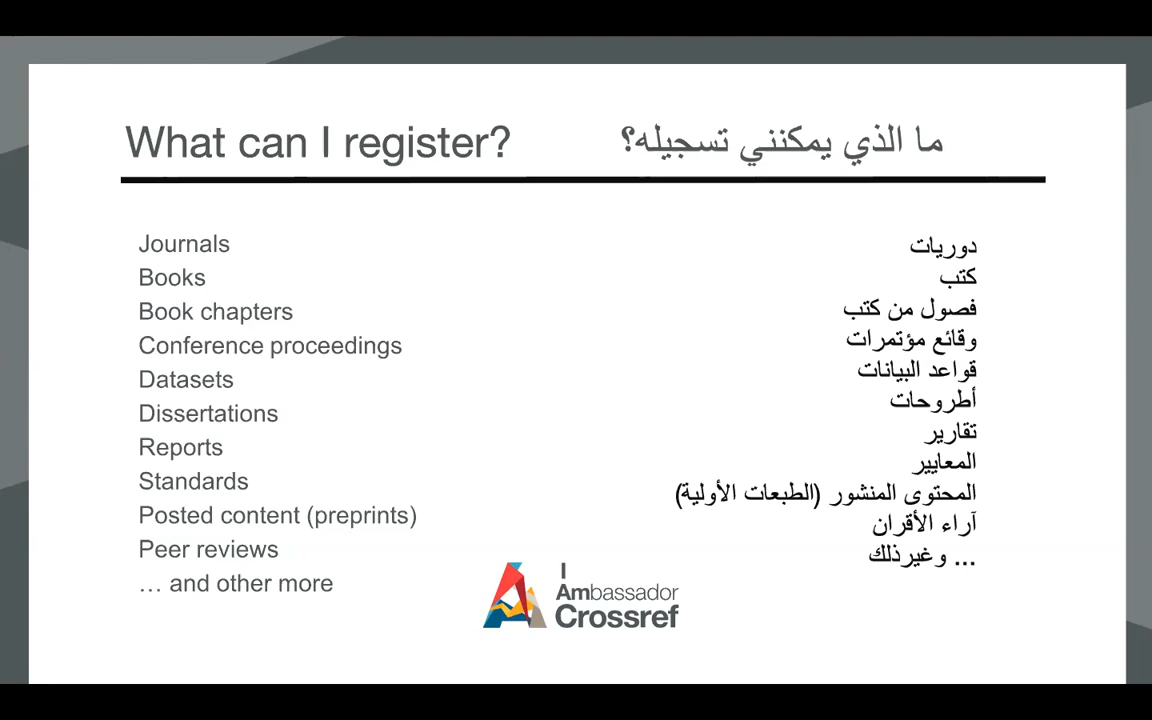 What can I register?
ما الذي يمكنني تسجيله؟
Journals
Books
Book chapters
Conference proceedings
Datasets
Dissertations
Reports
Standards
Posted content (preprints)
Peer reviews
… and other more
دوريات
كتب
فصول من كتب
وقائع مؤتمرات
قواعد البيانات
أطروحات
تقارير
المعايير
المحتوى المنشور (الطبعات الأولية)
آراء الأقران
... وغيرذلك
I
Ambassador
Crossref